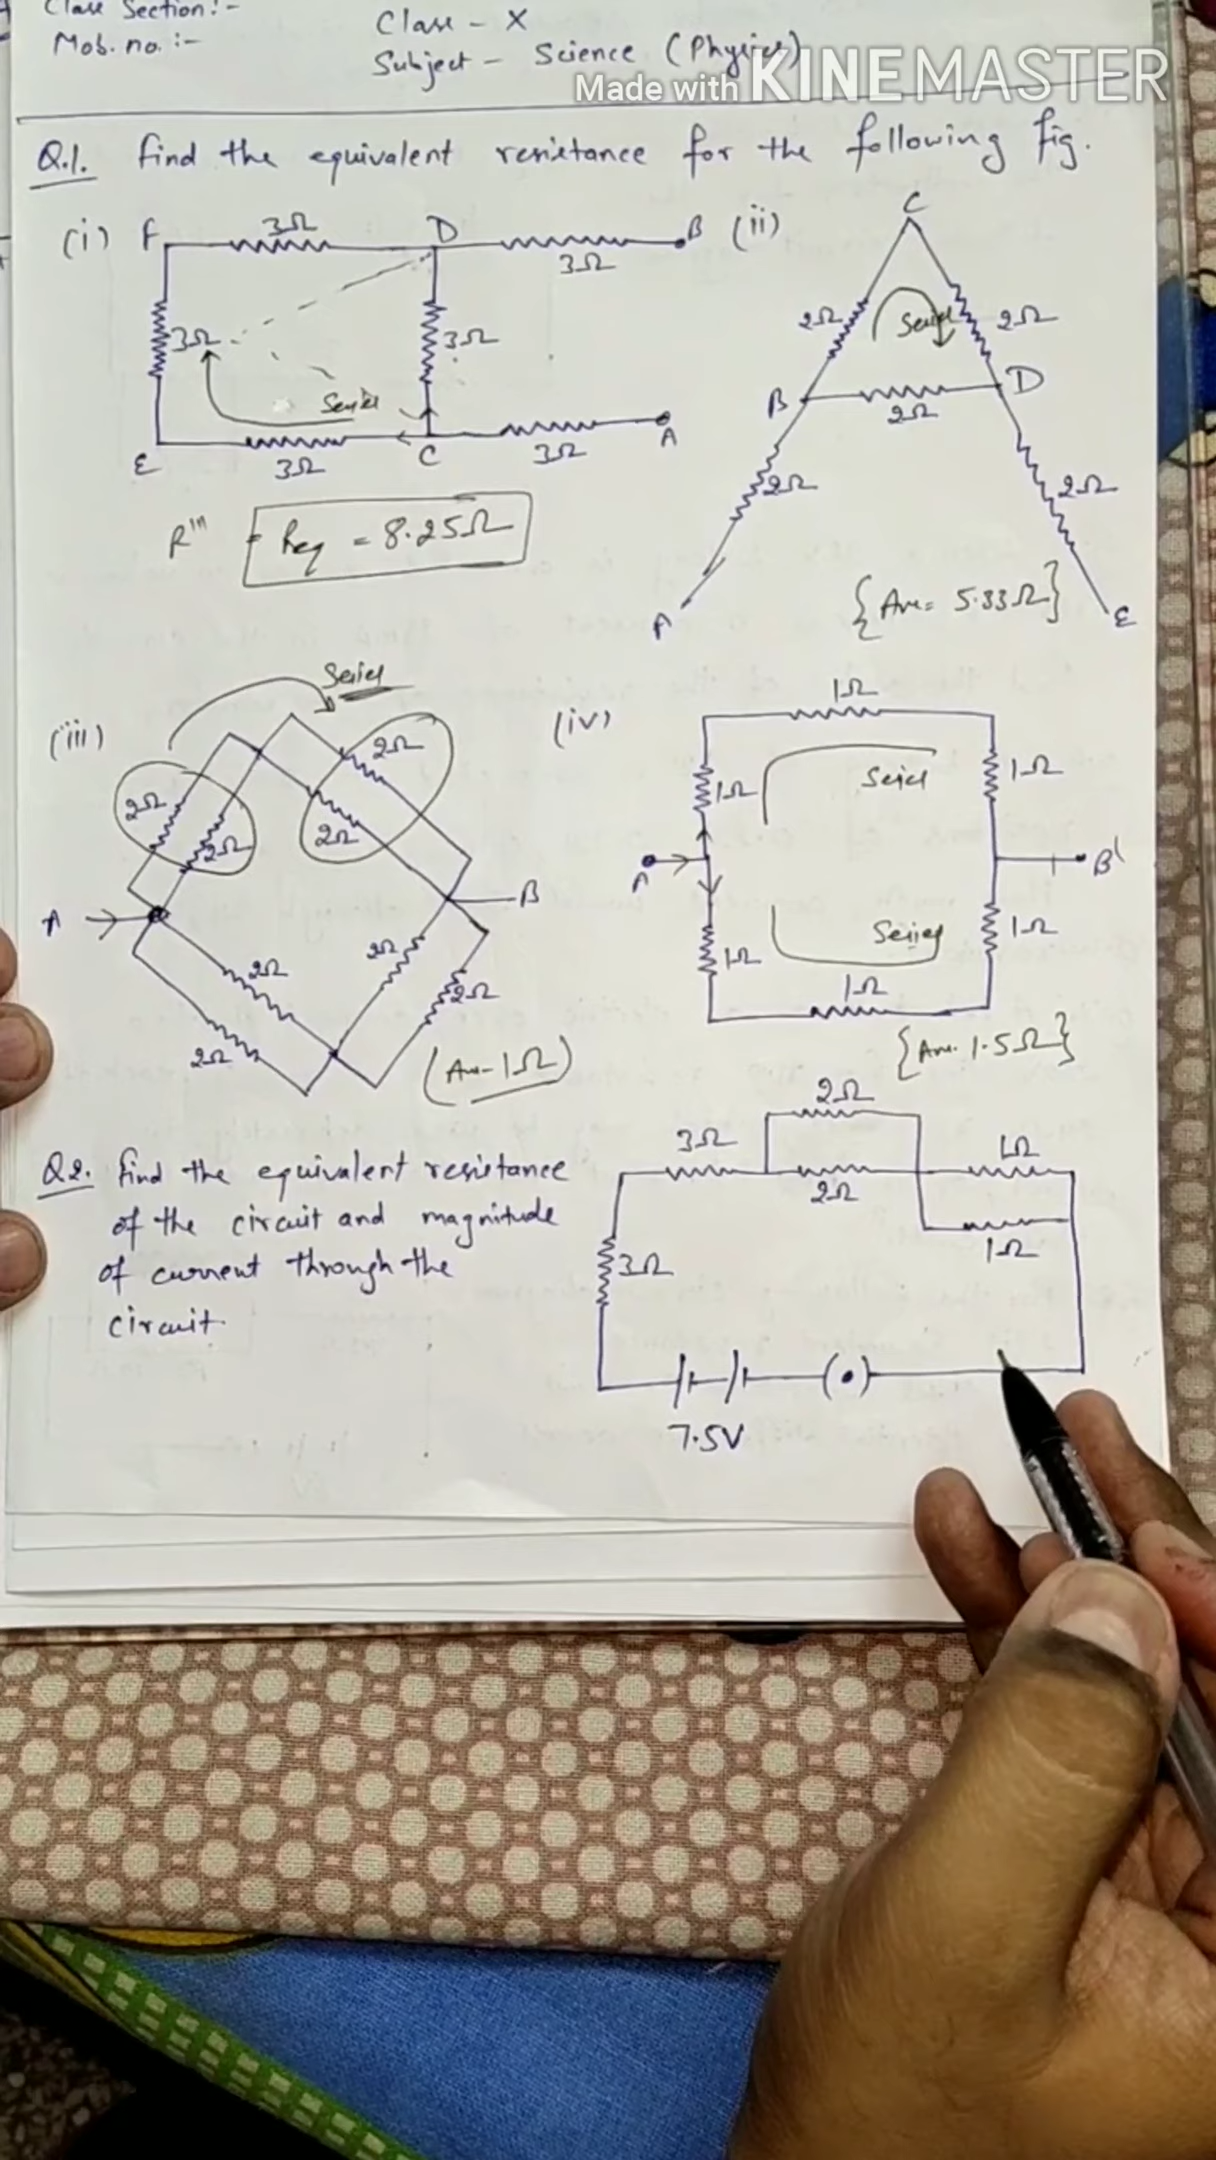 Class Section:-
Class - X
Mob. no. :-
Subject - Science (Physics)
Made with KINEMASTER
Q.1. find the equivalent resistance for the following fig.
(i) F 3Ω D B
3Ω
3Ω 3Ω
Series
E 3Ω C 3Ω A
R''' = Req = 8.25Ω
(ii) C
2Ω Series 2Ω
B 2Ω D
2Ω 2Ω
A E
{Ans = 5.33Ω}
(iii) Series
2Ω 2Ω
2Ω 2Ω
A B
2Ω 2Ω
2Ω 2Ω
(Ans - 1Ω)
(iv) 1Ω
1Ω Series 1Ω
A B
1Ω Series 1Ω
1Ω
{Ans. 1.5Ω}
Q2. find the equivalent resistance
of the circuit and magnitude
of current through the
circuit.
2Ω
3Ω 1Ω
2Ω
3Ω 1Ω
7.5V